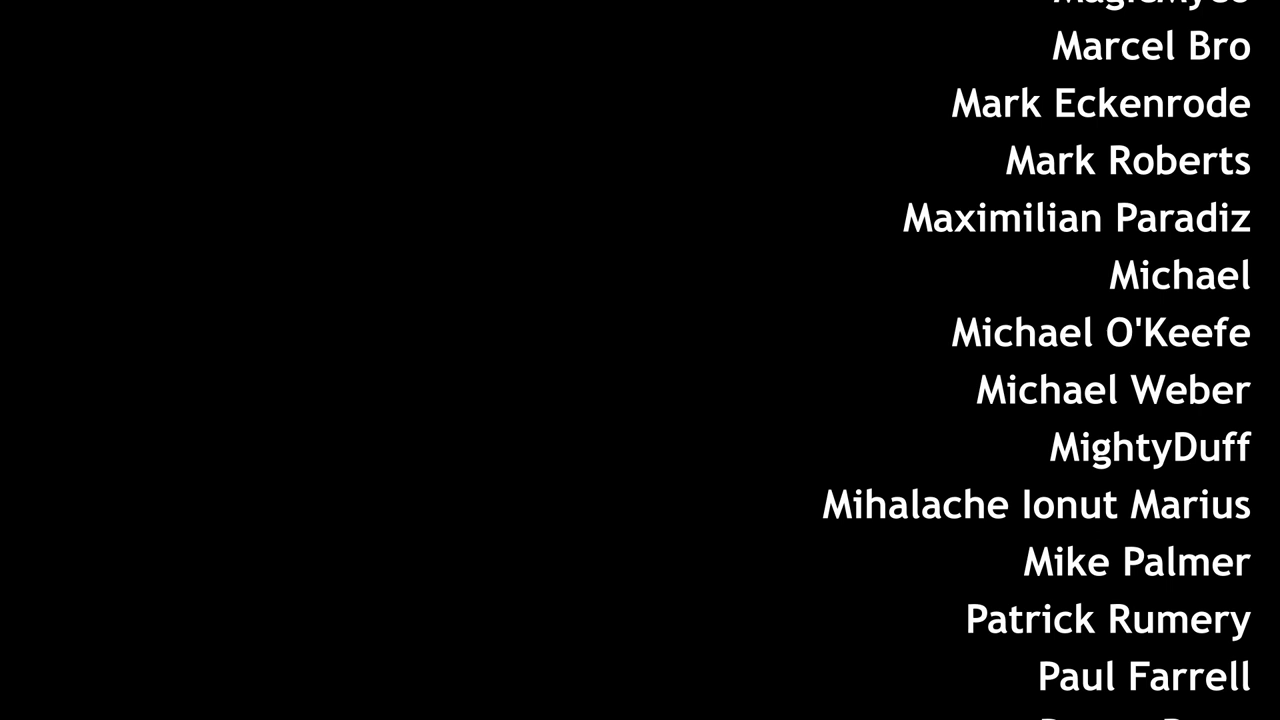 Marcel Bro
Mark Eckenrode
Mark Roberts
Maximilian Paradiz
Michael
Michael O'Keefe
Michael Weber
MightyDuff
Mihalache Ionut Marius
Mike Palmer
Patrick Rumery
Paul Farrell